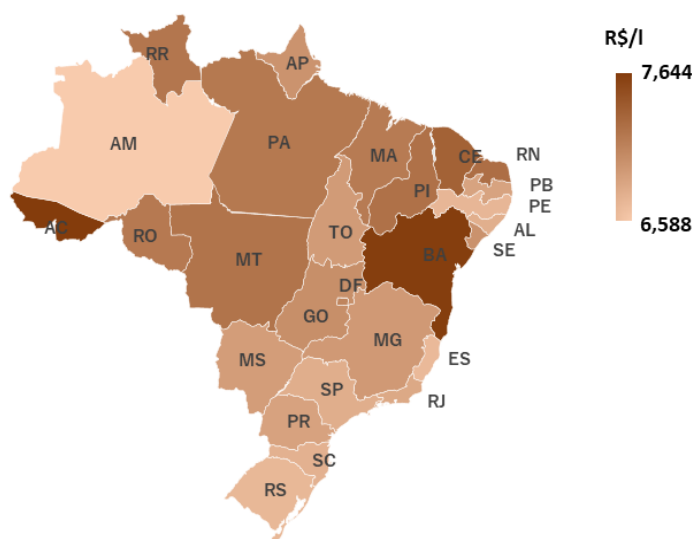 R$/l
7,644
6,588
RR
AP
AM
PA
MA
CE
RN
PB
PE
AL
SE
PI
AC
RO
TO
BA
MT
DF
GO
MG
ES
MS
SP
RJ
PR
SC
RS